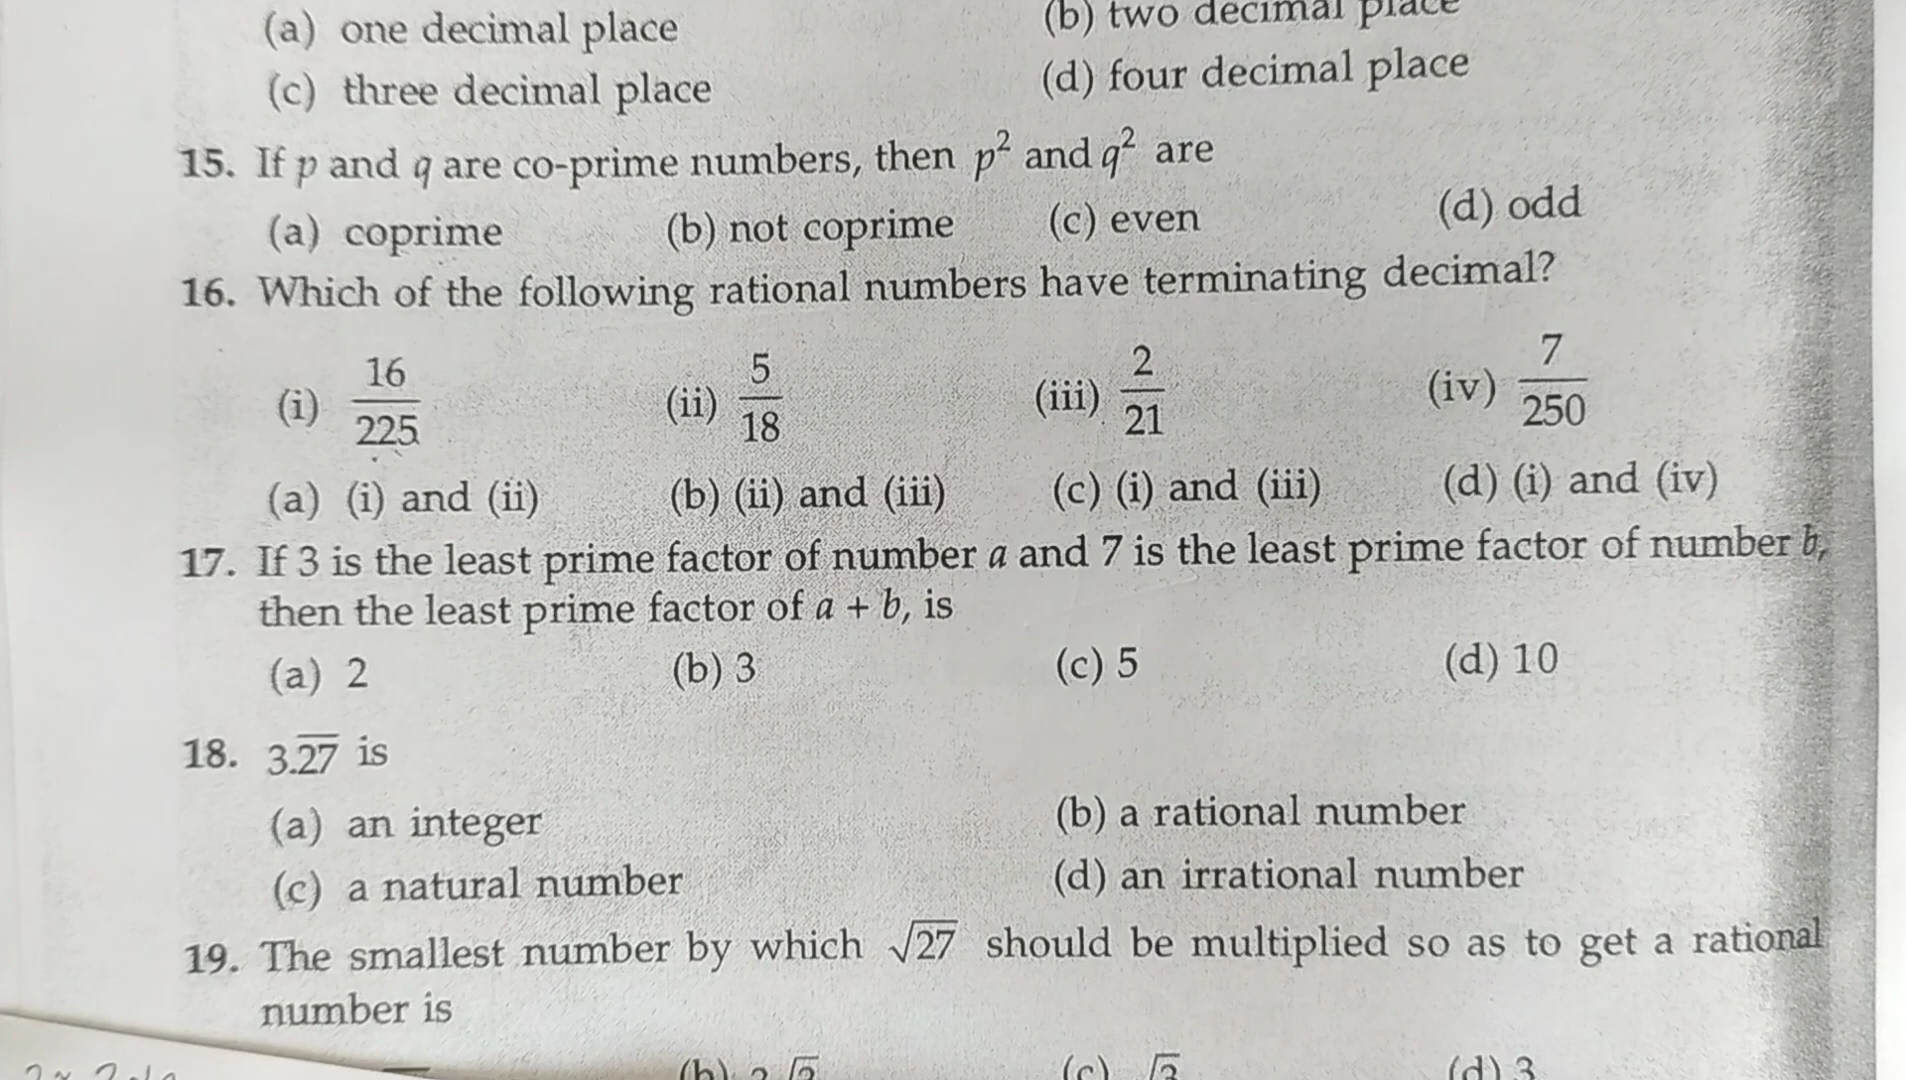 (a) one decimal place (b) two decimal place
(c) three decimal place (d) four decimal place
15. If p and q are co-prime numbers, then p² and q² are
(a) coprime (b) not coprime (c) even (d) odd
16. Which of the following rational numbers have terminating decimal?
(i) 16/225 (ii) 5/18 (iii) 2/21 (iv) 7/250
(a) (i) and (ii) (b) (ii) and (iii) (c) (i) and (iii) (d) (i) and (iv)
17. If 3 is the least prime factor of number a and 7 is the least prime factor of number b,
then the least prime factor of a + b, is
(a) 2 (b) 3 (c) 5 (d) 10
18. 3.2̅7̅ is
(a) an integer (b) a rational number
(c) a natural number (d) an irrational number
19. The smallest number by which √27 should be multiplied so as to get a rational
number is
(c) √3 (d) 3